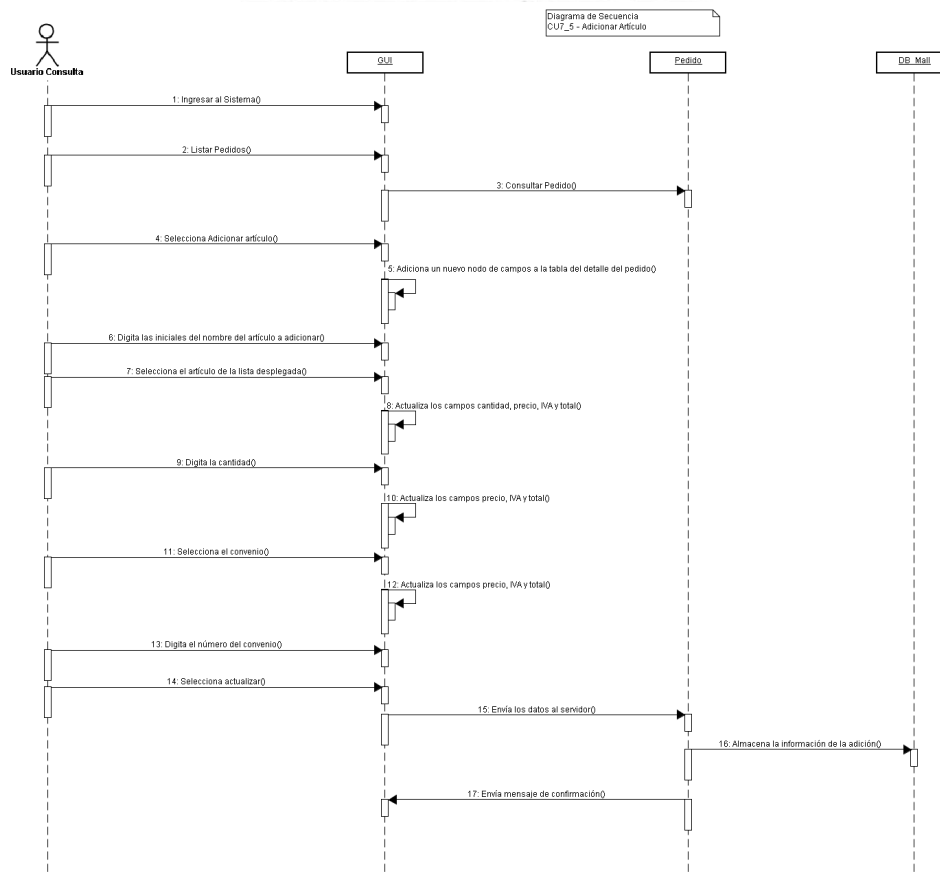 Diagrama de Secuencia
CU7_5 - Adicionar Artículo
Usuario Consulta
GUI
Pedido
DB_Mall
1: Ingresar al Sistema()
2: Listar Pedidos()
3: Consultar Pedido()
4: Selecciona Adicionar artículo()
5: Adiciona un nuevo nodo de campos a la tabla del detalle del pedido()
6: Digita las iniciales del nombre del artículo a adicionar()
7: Selecciona el artículo de la lista desplegada()
8: Actualiza los campos cantidad, precio, IVA y total()
9: Digita la cantidad()
10: Actualiza los campos precio, IVA y total()
11: Selecciona el convenio()
12: Actualiza los campos precio, IVA y total()
13: Digita el número del convenio()
14: Selecciona actualizar()
15: Envía los datos al servidor()
16: Almacena la información de la adición()
17: Envía mensaje de confirmación()